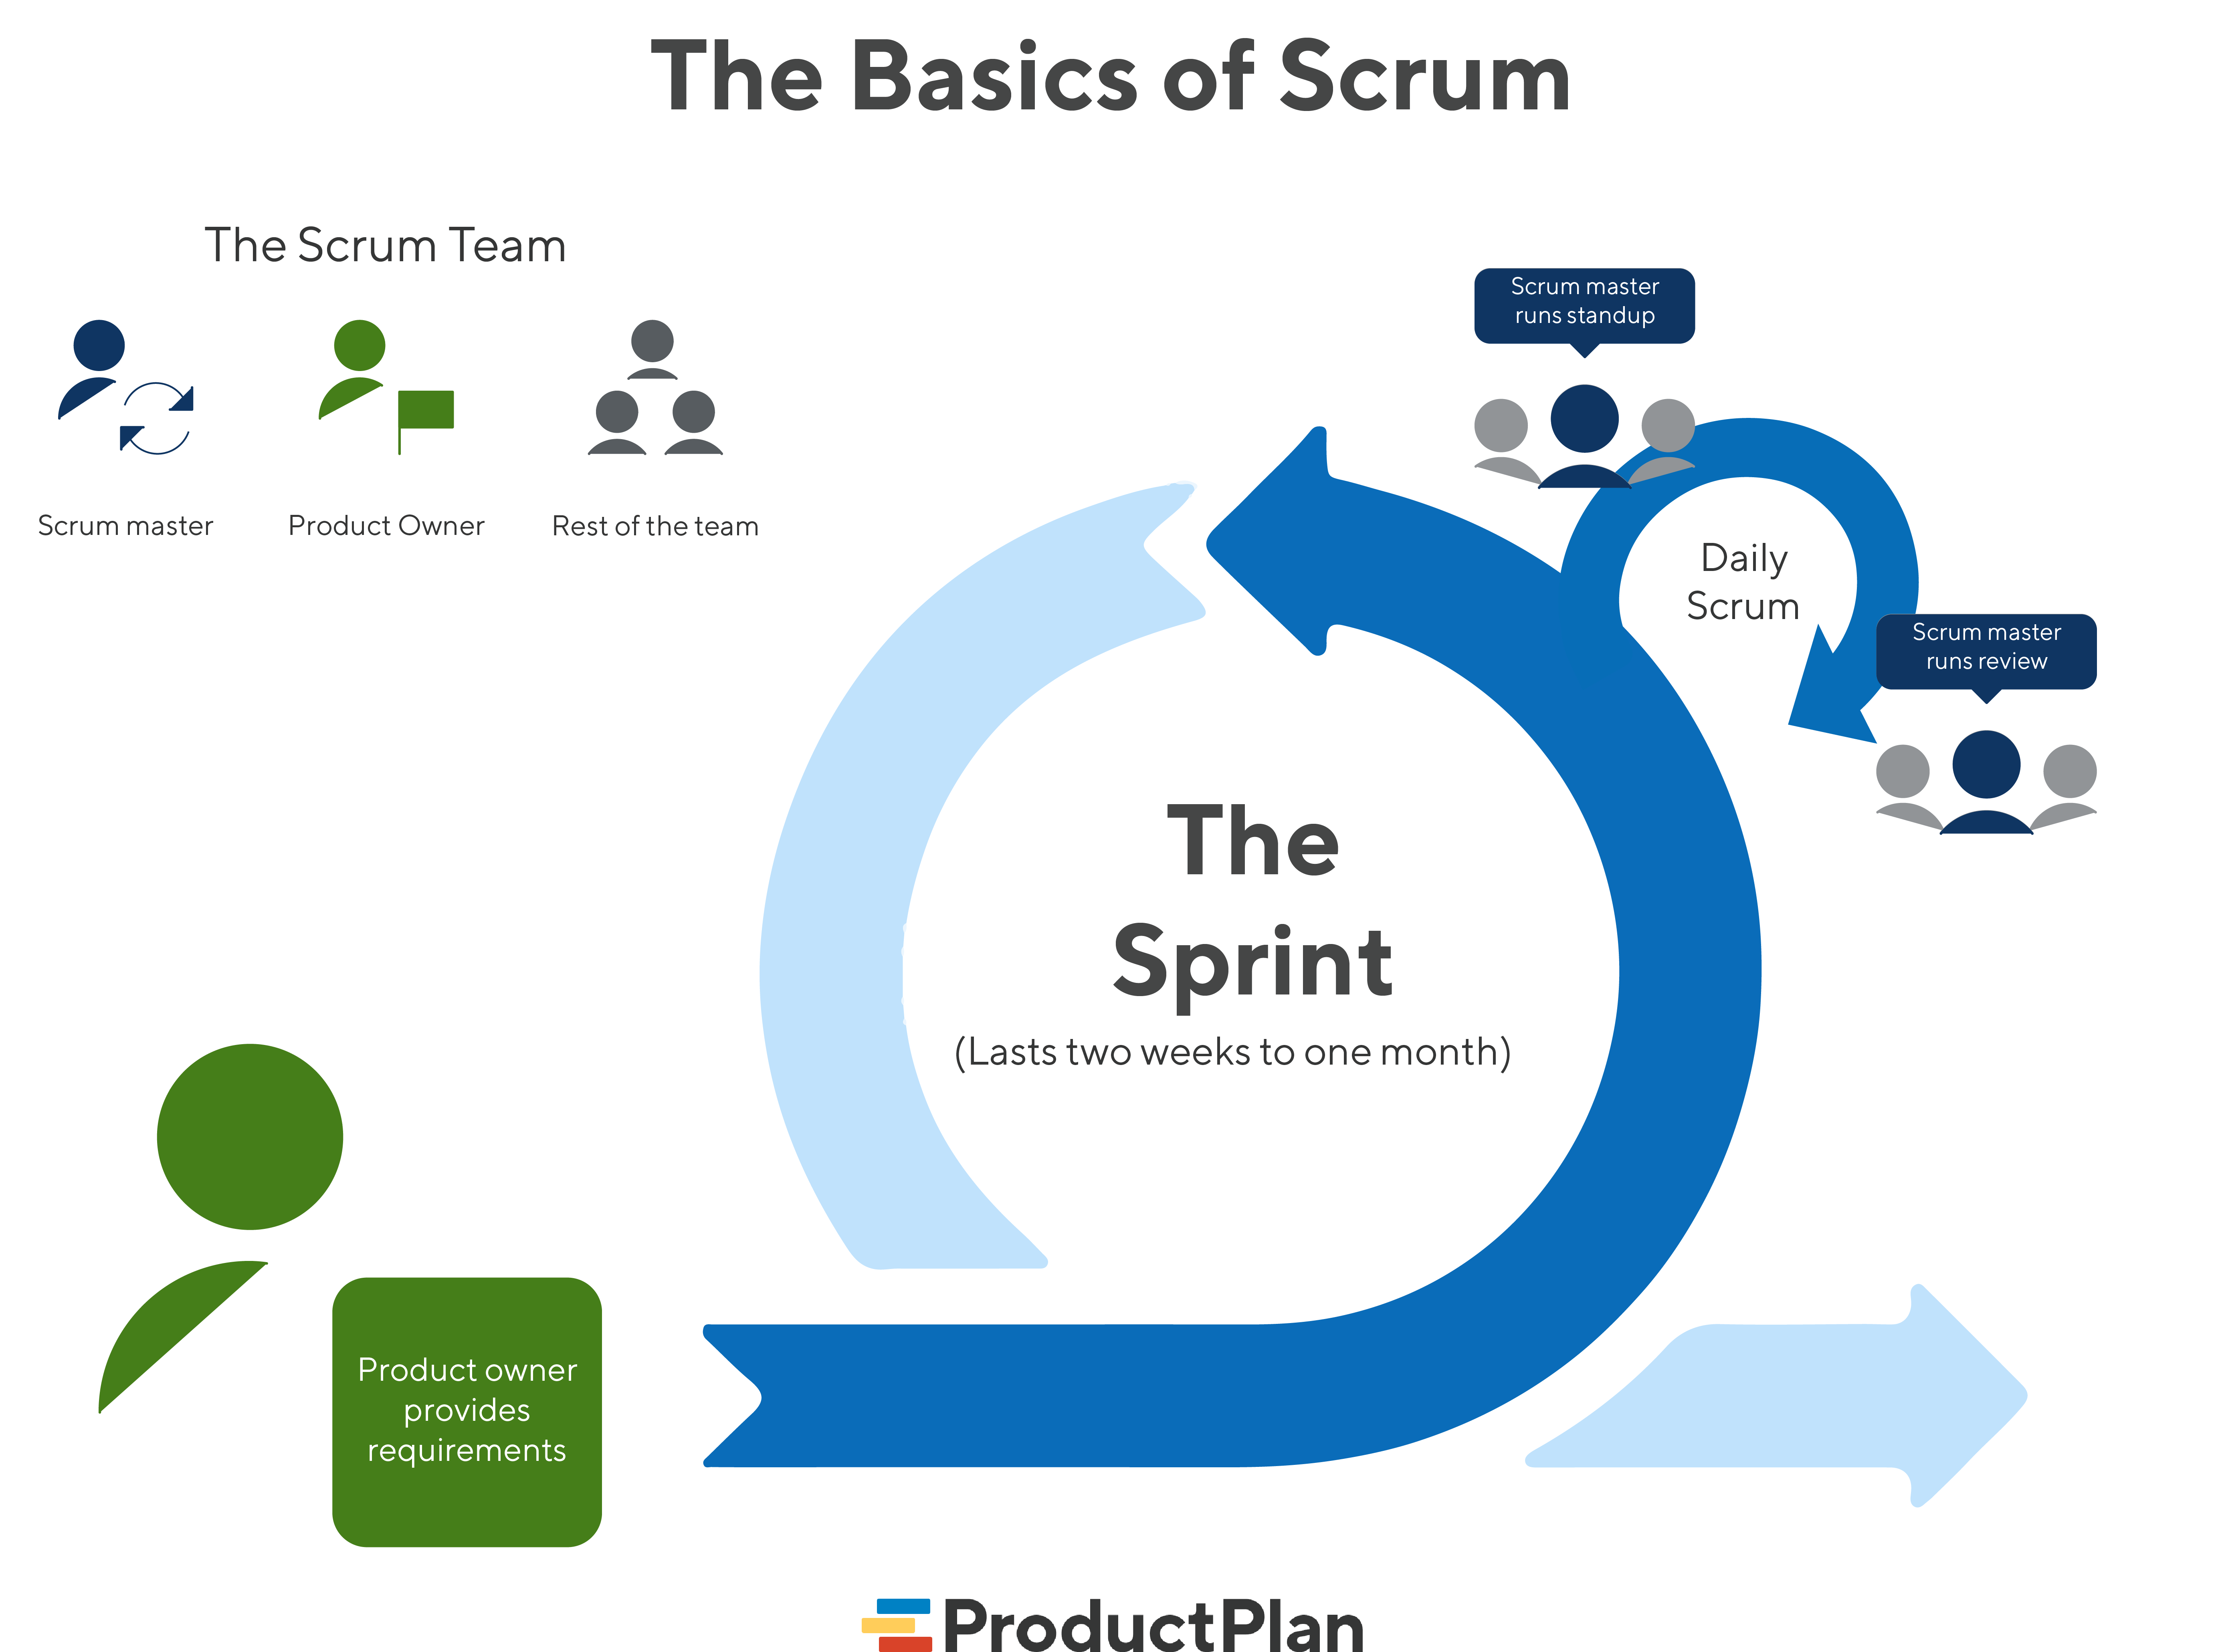 The Basics of Scrum
The Scrum Team
Scrum master
Product Owner
Rest of the team
Scrum master
runs standup
Daily
Scrum
Scrum master
runs review
The
Sprint
(Lasts two weeks to one month)
Product owner
provides
requirements
ProductPlan